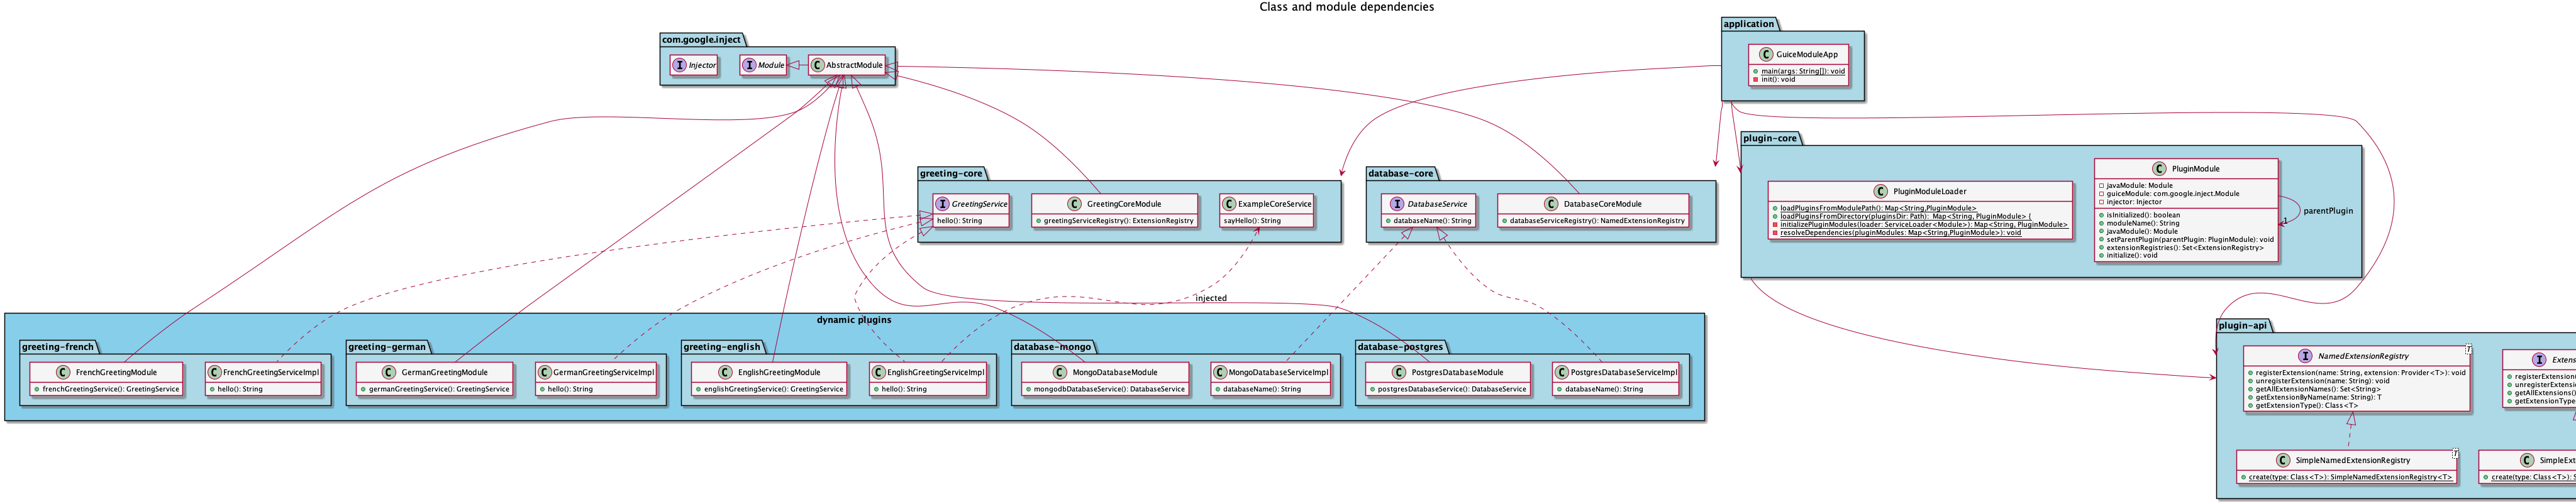 Class and module dependencies
com.google.inject
I Injector
I Module
C AbstractModule
application
C GuiceModuleApp
main(args: String[]): void
init(): void
plugin-core
C PluginModuleLoader
loadPluginsFromModulePath(): Map<String,PluginModule>
loadPluginsFromDirectory(pluginsDir: Path):  Map<String, PluginModule> {
initializePluginModules(loader: ServiceLoader<Module>): Map<String, PluginModule>
resolveDependencies(pluginModules: Map<String,PluginModule>): void
C PluginModule
javaModule: Module
guiceModule: com.google.inject.Module
injector: Injector
isInitialized(): boolean
moduleName(): String
javaModule(): Module
setParentPlugin(parentPlugin: PluginModule): void
extensionRegistries(): Set<ExtensionRegistry>
initialize(): void
parentPlugin
1
greeting-core
I GreetingService
hello(): String
C GreetingCoreModule
greetingServiceRegistry(): ExtensionRegistry
C ExampleCoreService
sayHello(): String
database-core
I DatabaseService
databaseName(): String
C DatabaseCoreModule
databaseServiceRegistry(): NamedExtensionRegistry
injected
dynamic plugins
greeting-french
C FrenchGreetingModule
frenchGreetingService(): GreetingService
C FrenchGreetingServiceImpl
hello(): String
greeting-german
C GermanGreetingModule
germanGreetingService(): GreetingService
C GermanGreetingServiceImpl
hello(): String
greeting-english
C EnglishGreetingModule
englishGreetingService(): GreetingService
C EnglishGreetingServiceImpl
hello(): String
database-mongo
C MongoDatabaseModule
mongodbDatabaseService(): DatabaseService
C MongoDatabaseServiceImpl
databaseName(): String
database-postgres
C PostgresDatabaseModule
postgresDatabaseService(): DatabaseService
C PostgresDatabaseServiceImpl
databaseName(): String
plugin-api
I NamedExtensionRegistry
T
registerExtension(name: String, extension: Provider<T>): void
unregisterExtension(name: String): void
getAllExtensionNames(): Set<String>
getExtensionByName(name: String): T
getExtensionType(): Class<T>
I Extens
registerExtension(
unregisterExtensi
getAllExtensions()
getExtensionType
C SimpleNamedExtensionRegistry
T
create(type: Class<T>): SimpleNamedExtensionRegistry<T>
C SimpleExt
create(type: Class<T>): S